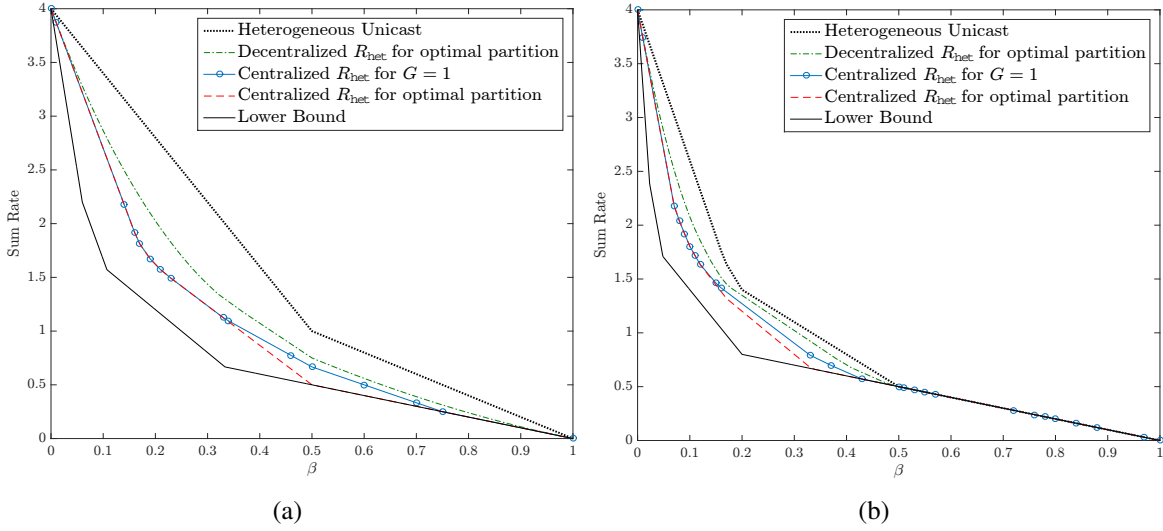 4
3.5
3
2.5
2
1.5
1
0.5
0
Sum Rate
Heterogeneous Unicast
Decentralized R_het for optimal partition
Centralized R_het for G = 1
Centralized R_het for optimal partition
Lower Bound
0 0.1 0.2 0.3 0.4 0.5 0.6 0.7 0.8 0.9 1
β
(a)
4
3.5
3
2.5
2
1.5
1
0.5
0
Sum Rate
Heterogeneous Unicast
Decentralized R_het for optimal partition
Centralized R_het for G = 1
Centralized R_het for optimal partition
Lower Bound
0 0.1 0.2 0.3 0.4 0.5 0.6 0.7 0.8 0.9 1
β
(b)